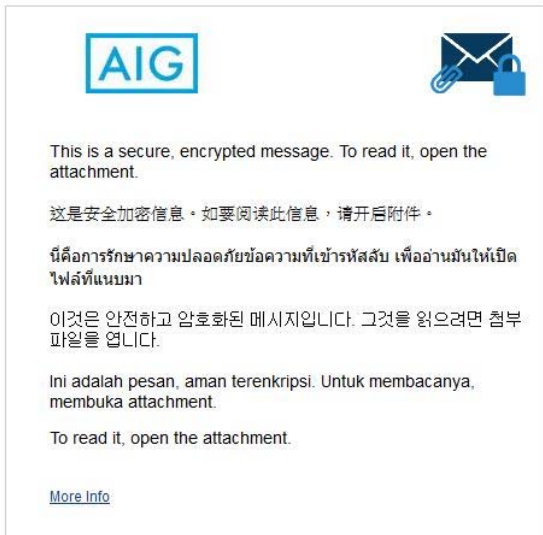 AIG
This is a secure, encrypted message. To read it, open the
attachment.
这是安全加密信息。如要阅读此信息，请开启附件。
นี่คือการรักษาความปลอดภัยข้อความที่เข้ารหัสลับ เพื่ออ่านมันให้เปิด
ไฟล์ที่แนบมา
이것은 안전하고 암호화된 메시지입니다. 그것을 읽으려면 첨부
파일을 엽니다.
Ini adalah pesan, aman terenkripsi. Untuk membacanya,
membuka attachment.
To read it, open the attachment.
More Info